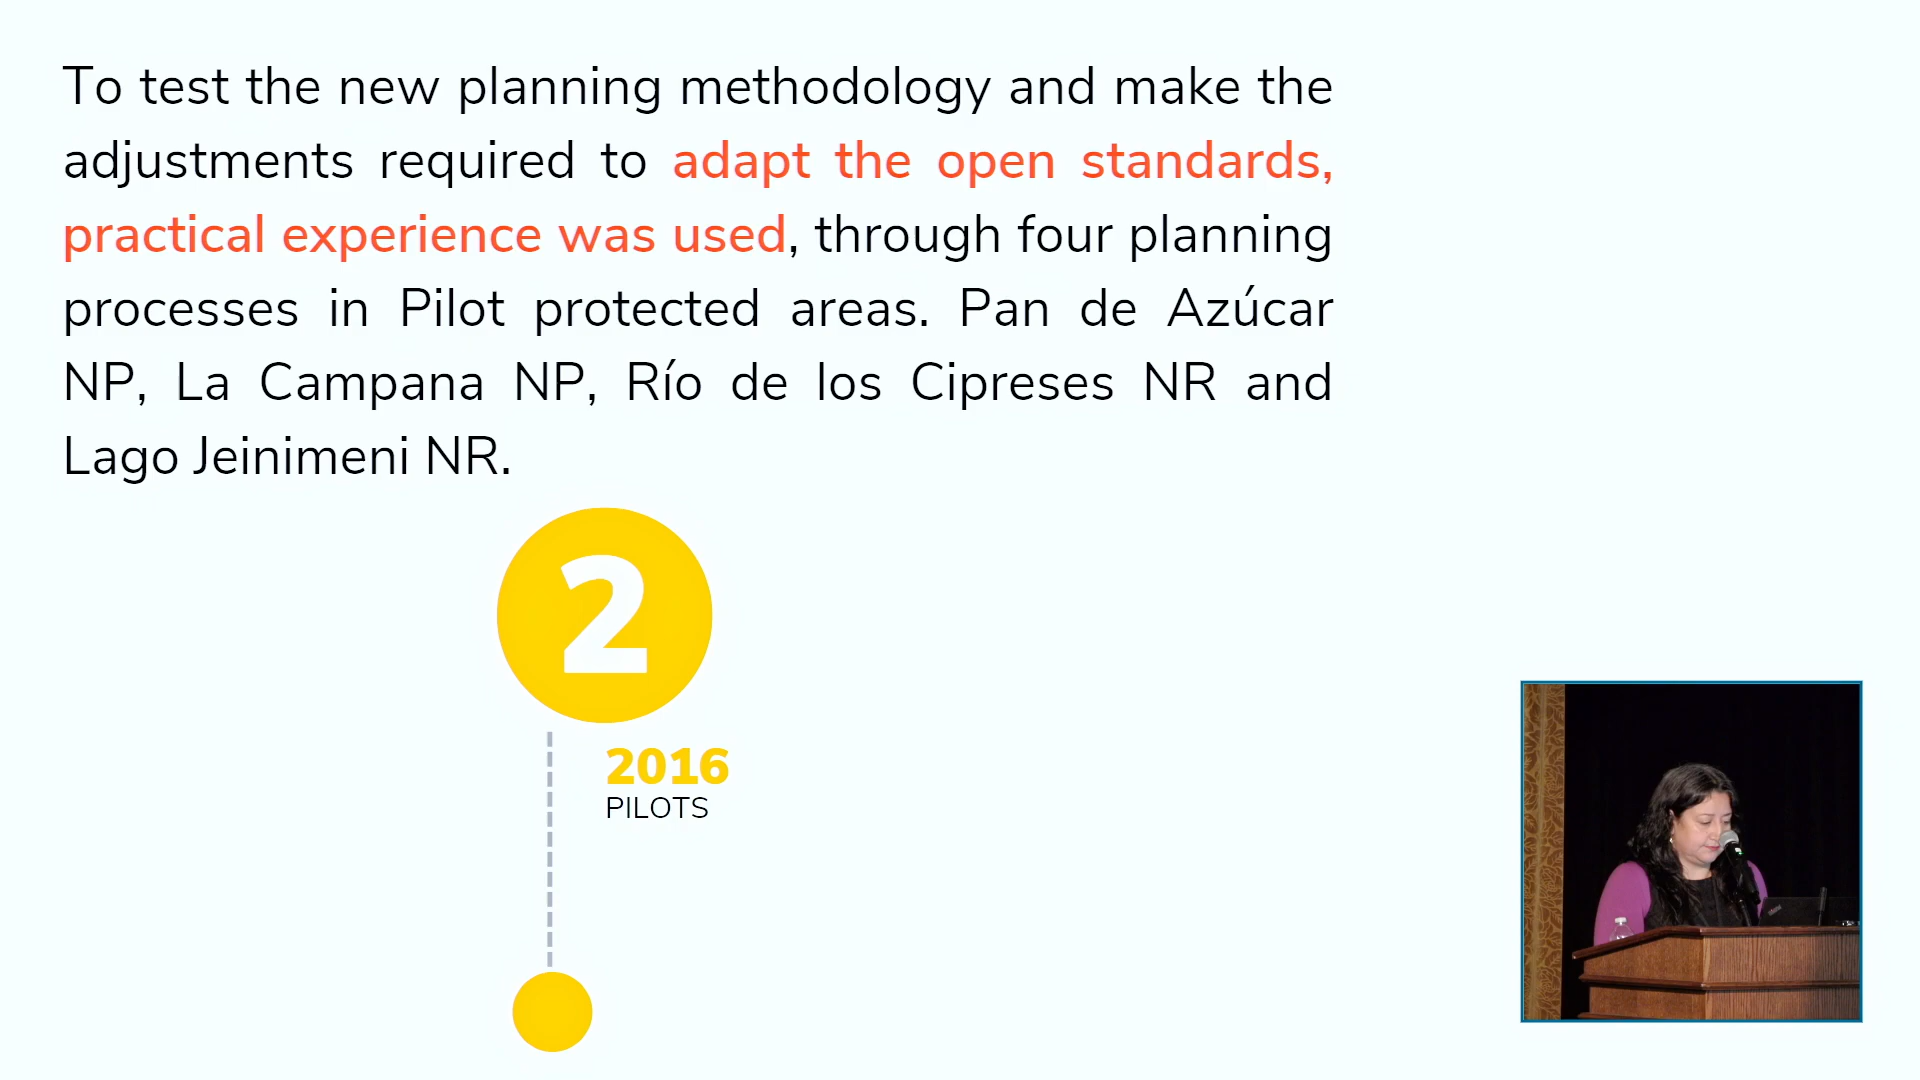 To test the new planning methodology and make the
adjustments required to adapt the open standards,
practical experience was used, through four planning
processes in Pilot protected areas. Pan de Azúcar
NP, La Campana NP, Río de los Cipreses NR and
Lago Jeinimeni NR.
2
2016
PILOTS